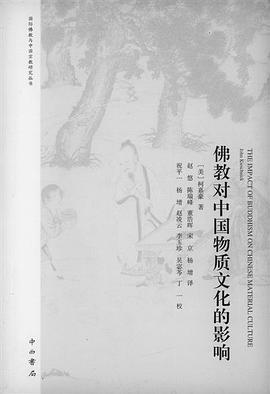 国际佛教与中国宗教研究丛书
佛教对中国物质文化的影响
THE IMPACT OF BUDDHISM ON CHINESE MATERIAL CULTURE
John Kieschnick
〔美〕柯嘉豪 著
赵 悠 陈瑞峰 董浩晖 宋 京 杨 增 译
祝平一 杨 增 赵凌云 李玉珍 吴宓芩 丁 一 校
中西书局